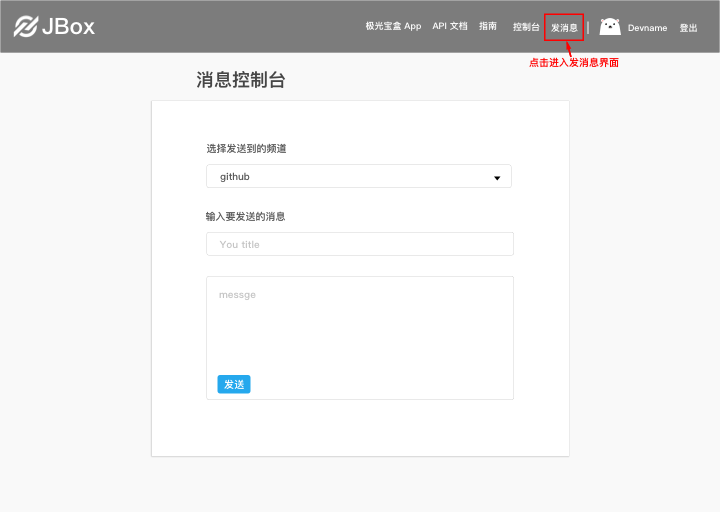 JBox
极光宝盒 App API 文档 指南 控制台 发消息 Devname 登出
点击进入发消息界面
消息控制台
选择发送到的频道
github
输入要发送的消息
You title
messge
发送